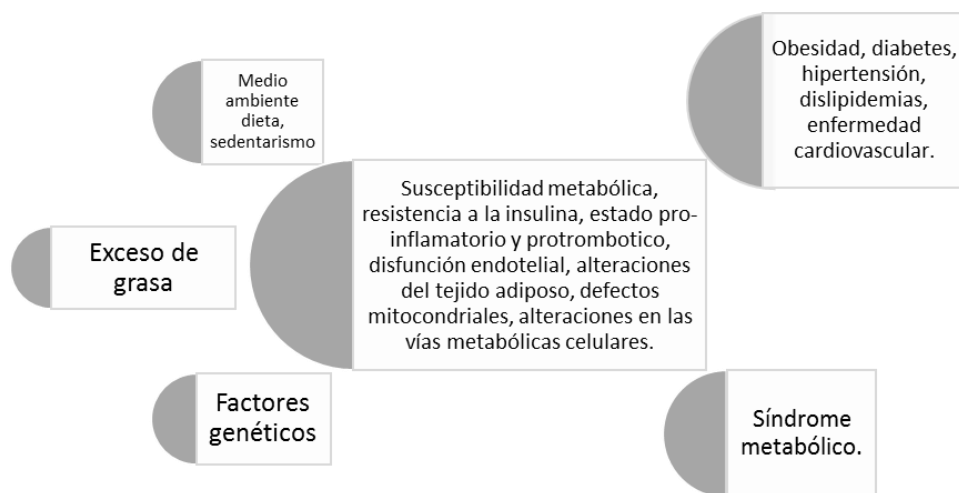 Medio
ambiente
dieta,
sedentarismo
Exceso de
grasa
Factores
genéticos
Susceptibilidad metabólica,
resistencia a la insulina, estado pro-
inflamatorio y protrombotico,
disfunción endotelial, alteraciones
del tejido adiposo, defectos
mitocondriales, alteraciones en las
vías metabólicas celulares.
Obesidad, diabetes,
hipertensión,
dislipidemias,
enfermedad
cardiovascular.
Síndrome
metabólico.